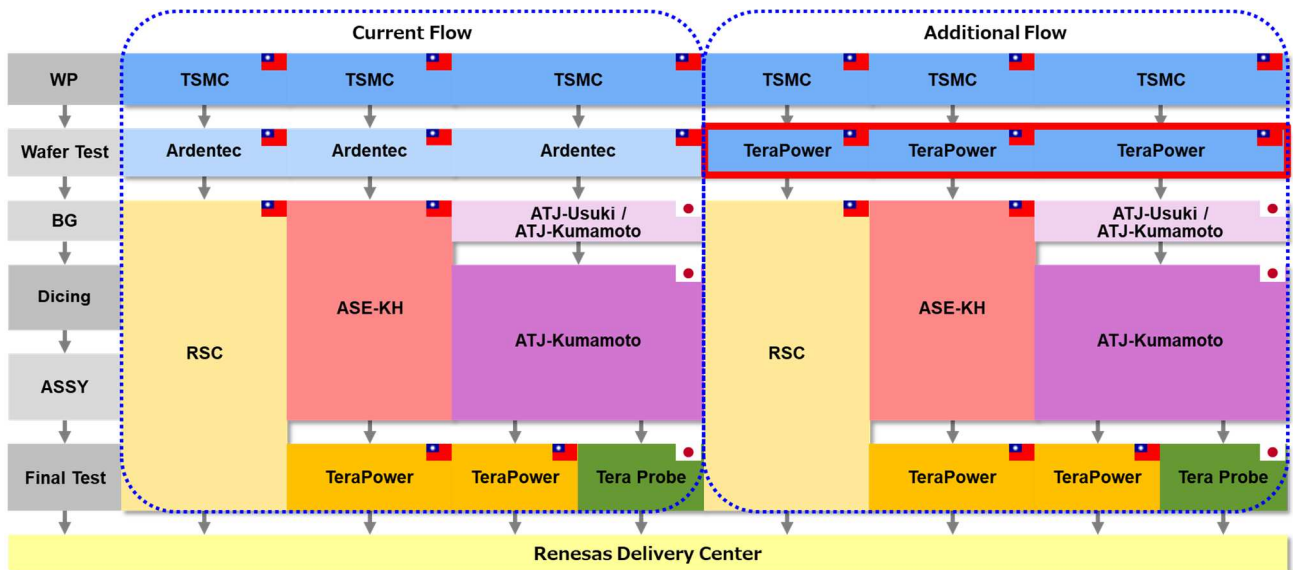 Current Flow
Additional Flow
WP
TSMC
TSMC
TSMC
TSMC
TSMC
TSMC
Wafer Test
Ardentec
Ardentec
Ardentec
TeraPower
TeraPower
TeraPower
BG
ATJ-Usuki /
ATJ-Kumamoto
ATJ-Usuki /
ATJ-Kumamoto
Dicing
ASE-KH
ATJ-Kumamoto
ASE-KH
ATJ-Kumamoto
RSC
RSC
ASSY
Final Test
TeraPower
TeraPower
Tera Probe
TeraPower
TeraPower
Tera Probe
Renesas Delivery Center